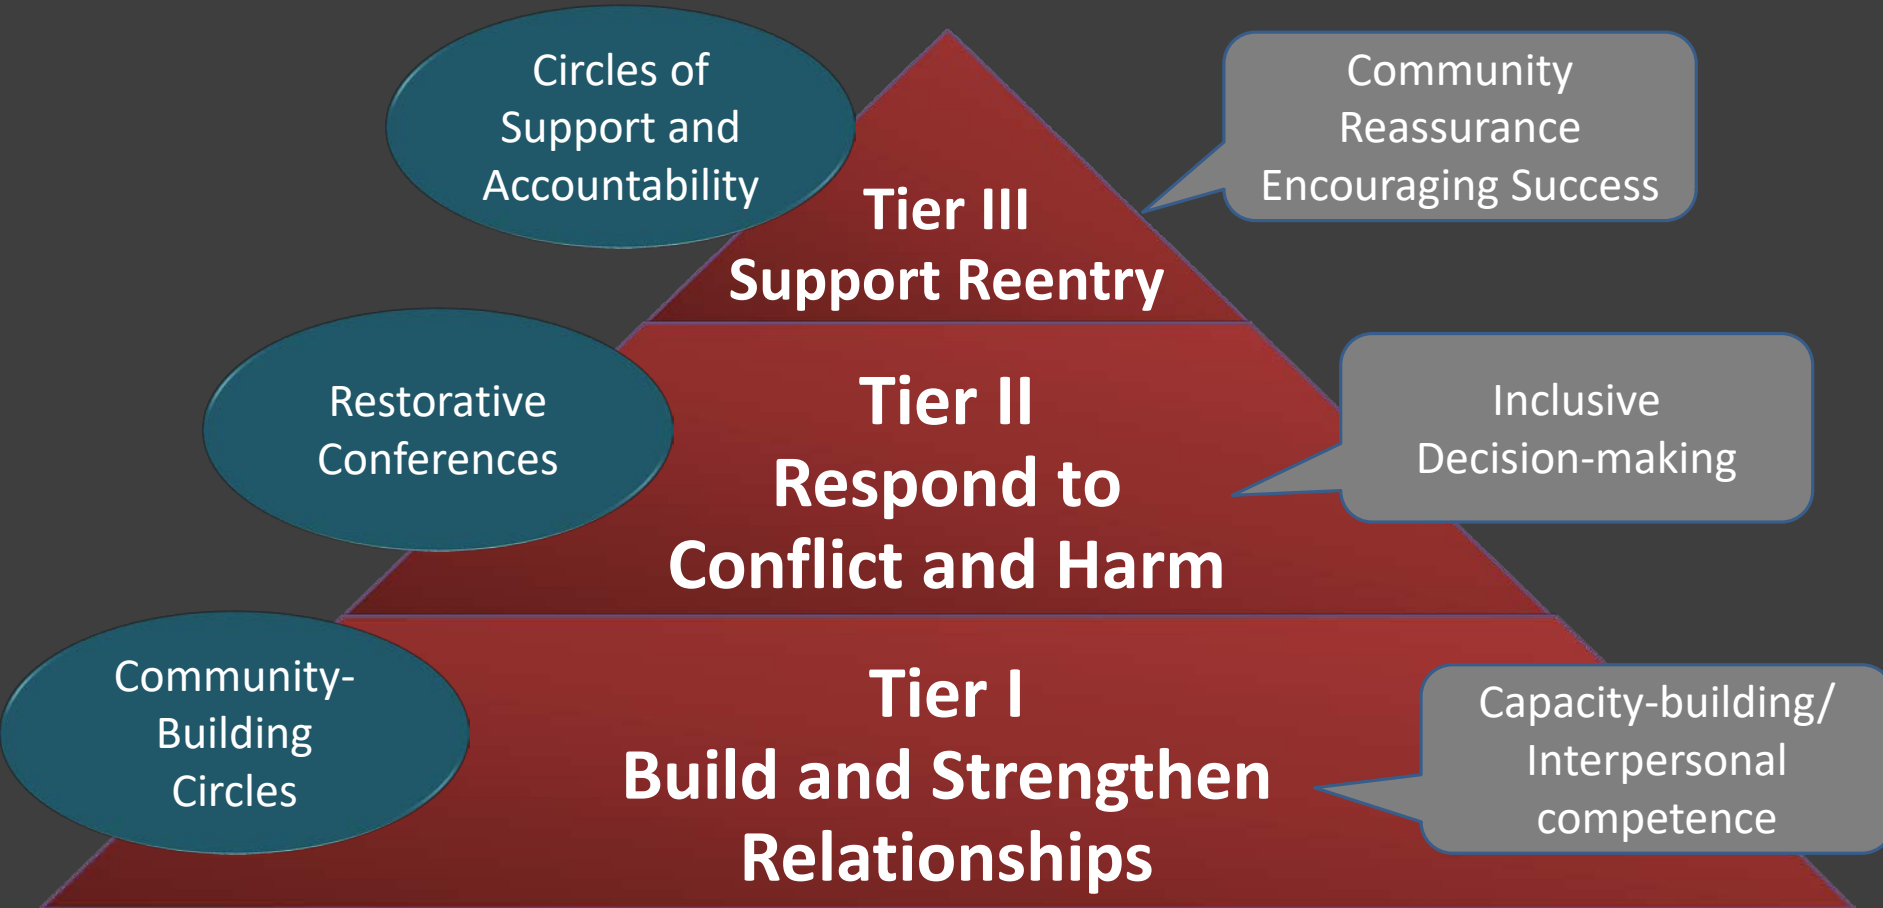 Circles of
Support and
Accountability
Tier III
Support Reentry
Community
Reassurance
Encouraging Success
Restorative
Conferences
Tier II
Respond to
Conflict and Harm
Inclusive
Decision-making
Community-
Building
Circles
Tier I
Build and Strengthen
Relationships
Capacity-building/
Interpersonal
competence